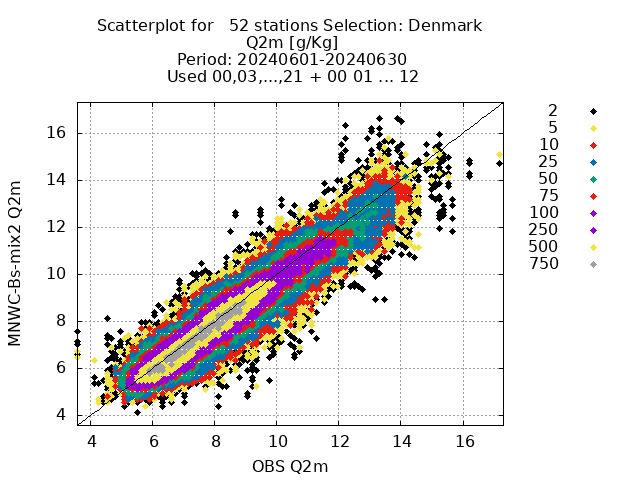 Scatterplot for   52 stations Selection: Denmark
Q2m [g/Kg]
Period: 20240601-20240630
Used 00,03,...,21 + 00 01 ... 12
2
5
10
25
50
75
100
250
500
750
16
14
12
10
8
6
4
MNWC-Bs-mix2 Q2m
4 6 8 10 12 14 16
OBS Q2m